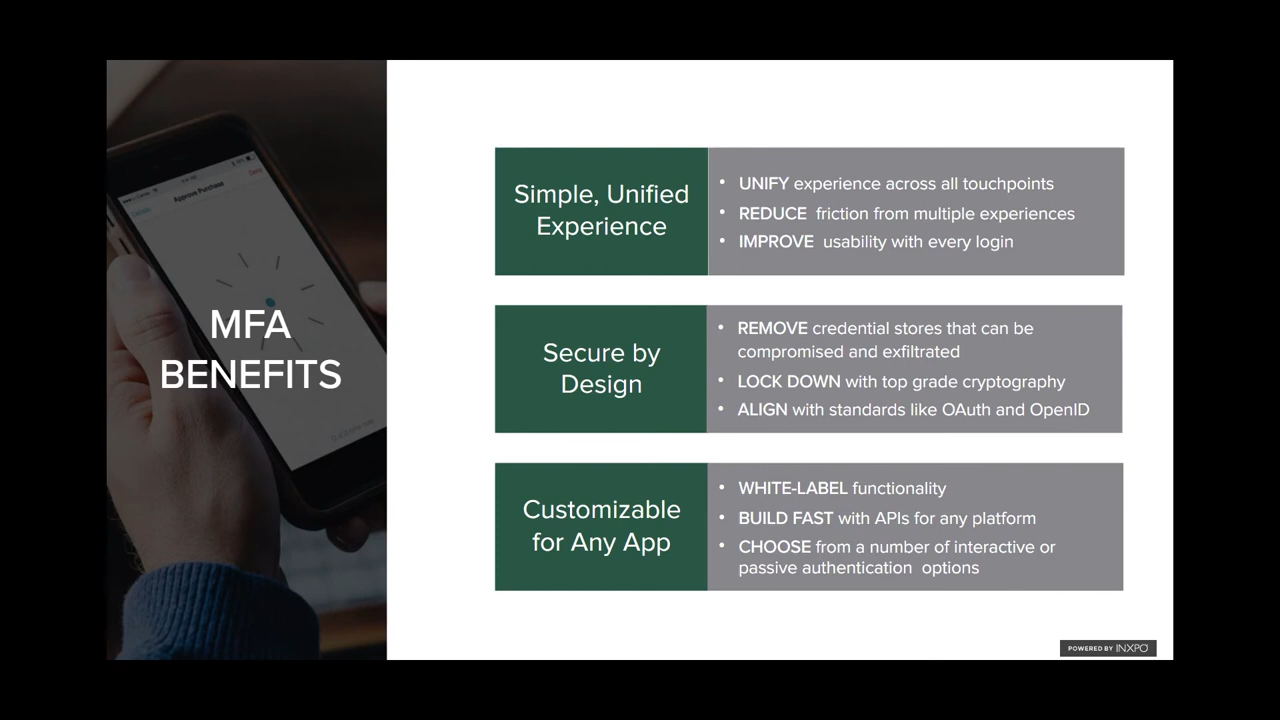 Approve Purchase
MFA
BENEFITS
Simple, Unified
Experience
• UNIFY experience across all touchpoints
• REDUCE  friction from multiple experiences
• IMPROVE  usability with every login
Secure by
Design
• REMOVE credential stores that can be
compromised and exfiltrated
• LOCK DOWN with top grade cryptography
• ALIGN with standards like OAuth and OpenID
Customizable
for Any App
• WHITE-LABEL functionality
• BUILD FAST with APIs for any platform
• CHOOSE from a number of interactive or
passive authentication  options
POWERED BY INXPO